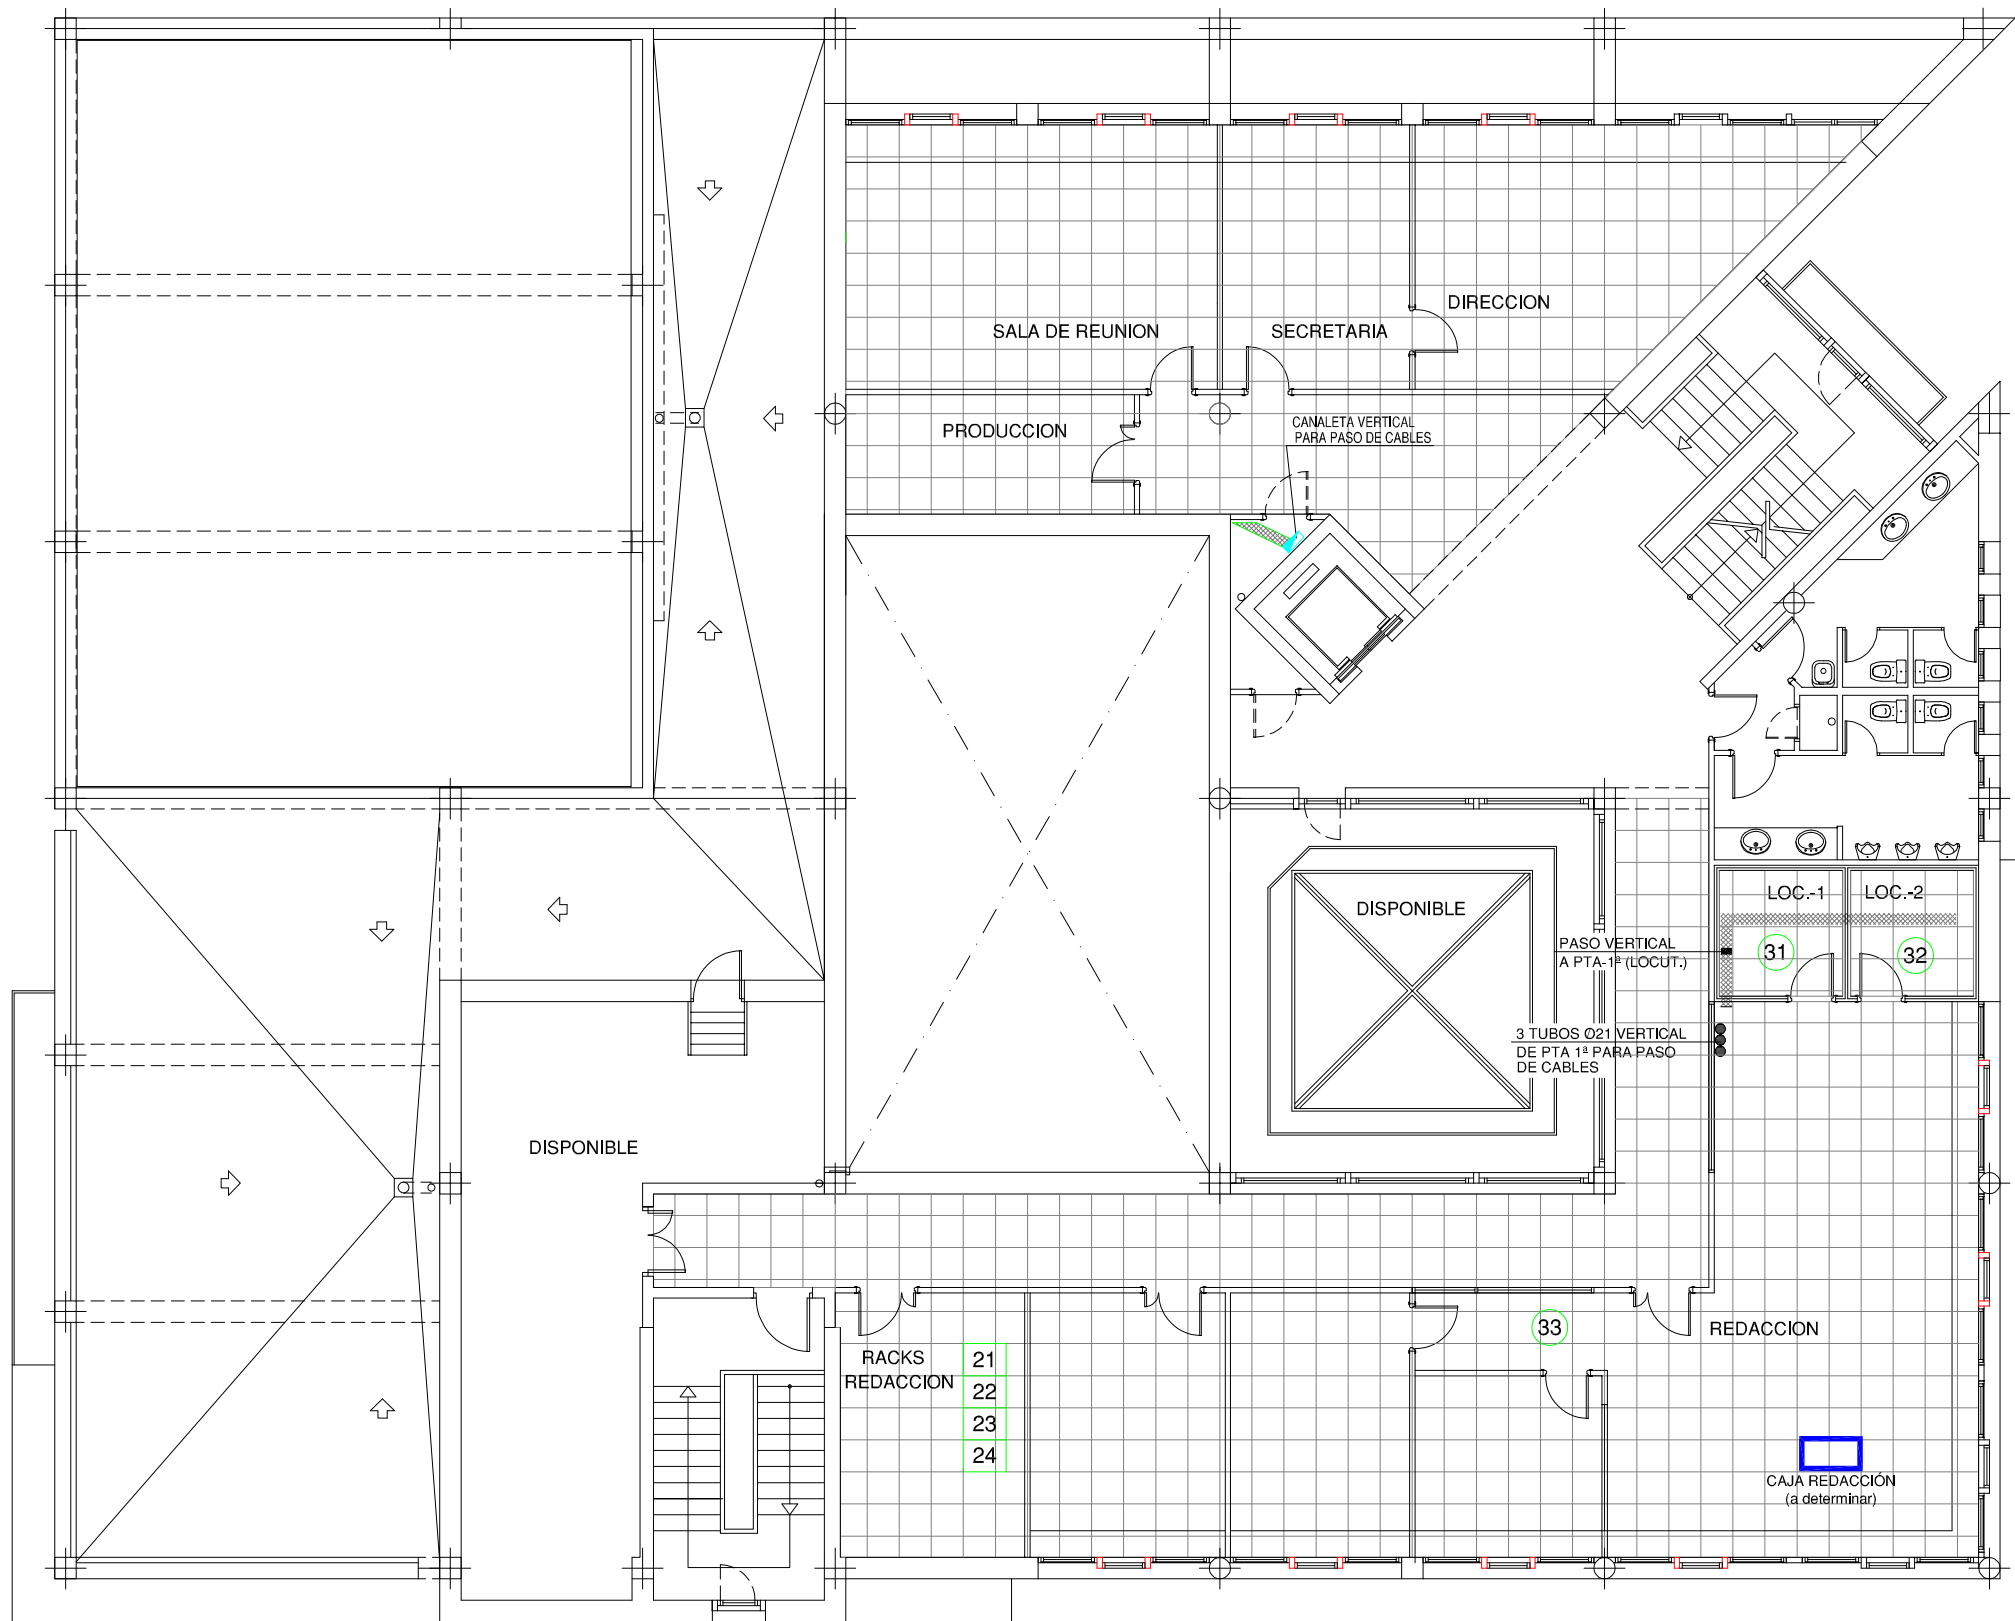 DIRECCION
SALA DE REUNION
SECRETARIA
CANALETA VERTICAL
PARA PASO DE CABLES
PRODUCCION
LOC.-1
LOC.-2
DISPONIBLE
PASO VERTICAL
A PTA-1ª (LOCUT.)
31
32
3 TUBOS Ø21 VERTICAL
DE PTA 1ª PARA PASO
DE CABLES
DISPONIBLE
33
REDACCION
RACKS
REDACCION
21
22
23
24
CAJA REDACCIÓN
(a determinar)